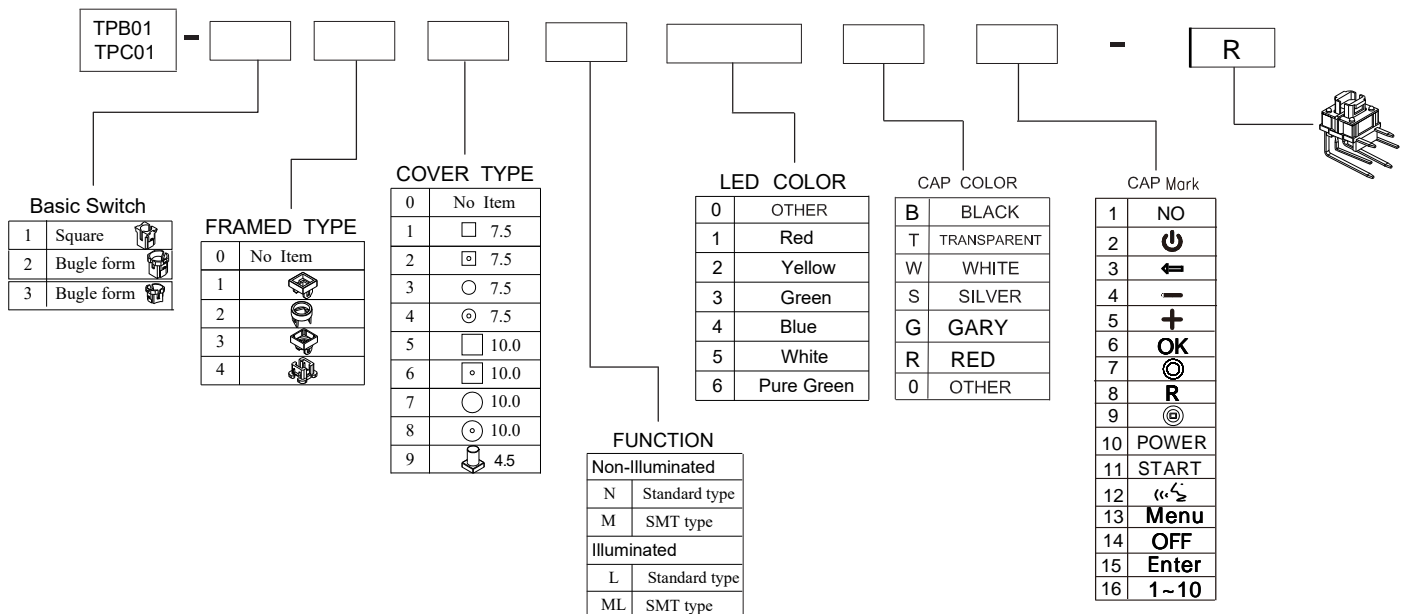 TPB01
TPC01
-
-
R
Basic Switch
1 Square
2 Bugle form
3 Bugle form
FRAMED TYPE
0 No Item
1
2
3
4
COVER TYPE
0 No Item
1 7.5
2 7.5
3 7.5
4 7.5
5 10.0
6 10.0
7 10.0
8 10.0
9 4.5
FUNCTION
Non-Illuminated
N Standard type
M SMT type
Illuminated
L Standard type
ML SMT type
LED COLOR
0 OTHER
1 Red
2 Yellow
3 Green
4 Blue
5 White
6 Pure Green
CAP COLOR
B BLACK
T TRANSPARENT
W WHITE
S SILVER
G GARY
R RED
0 OTHER
CAP Mark
1 NO
2
3
4 −
5 +
6 OK
7
8 R
9
10 POWER
11 START
12
13 Menu
14 OFF
15 Enter
16 1~10